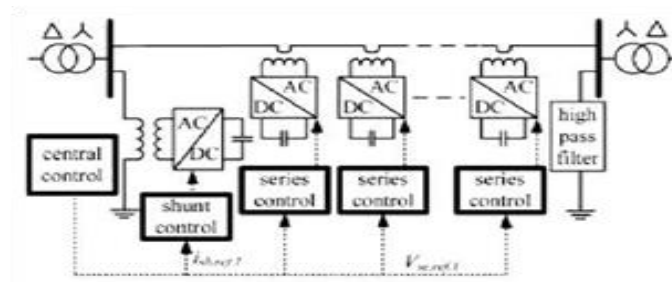 AC
DC
AC
DC
AC
DC
AC
DC
high
pass
filter
central
control
shunt
control
series
control
series
control
series
control